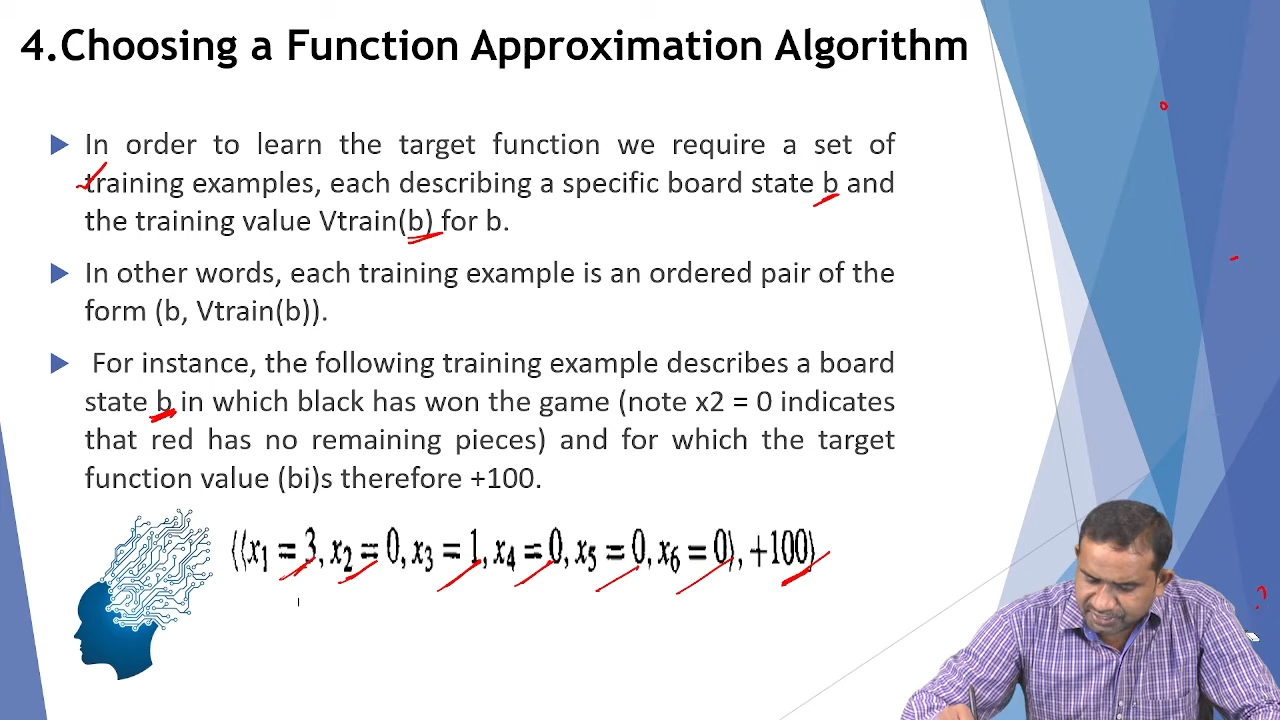 4.Choosing a Function Approximation Algorithm
In order to learn the target function we require a set of
training examples, each describing a specific board state b and
the training value Vtrain(b) for b.
In other words, each training example is an ordered pair of the
form (b, Vtrain(b)).
For instance, the following training example describes a board
state b in which black has won the game (note x2 = 0 indicates
that red has no remaining pieces) and for which the target
function value (bi)s therefore +100.
⟨⟨x₁ = 3, x₂ = 0, x₃ = 1, x₄ = 0, x₅ = 0, x₆ = 0⟩, +100⟩